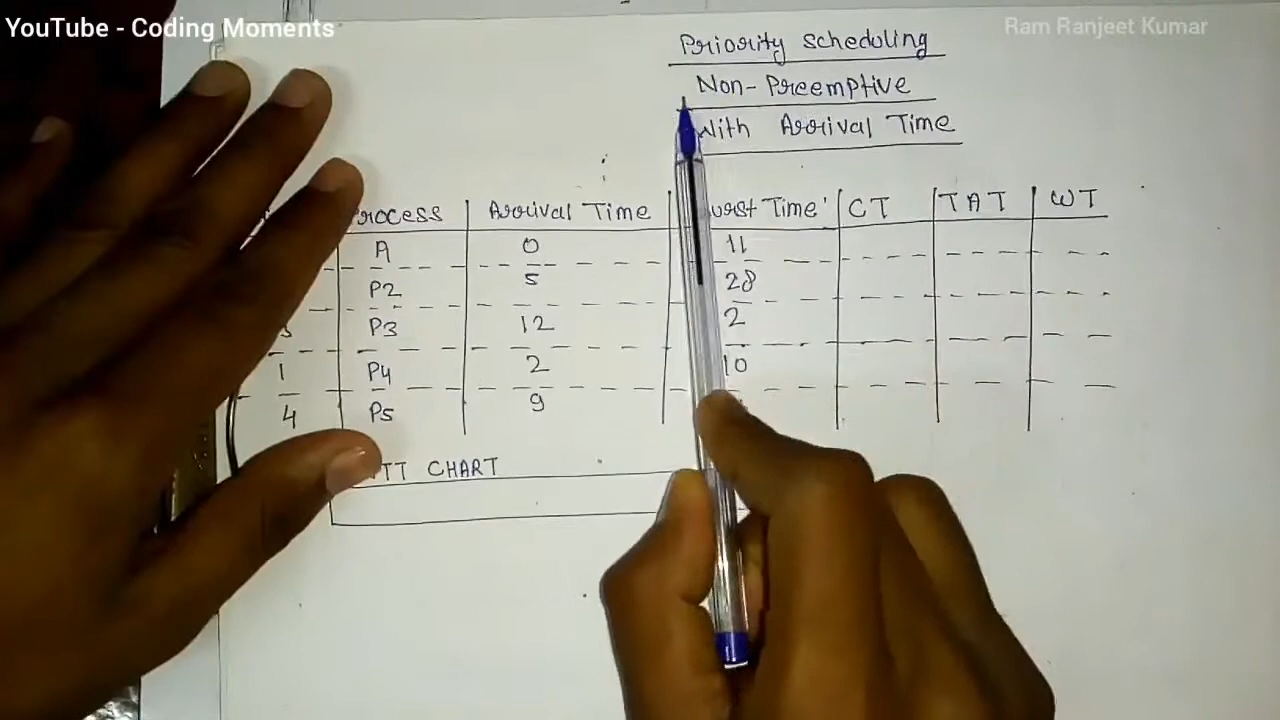 YouTube - Coding Moments
Ram Ranjeet Kumar
Priority Scheduling
Non-Preemptive
With Arrival Time
Arrival Time Time CT TAT WT
A 0 11
P2 5 28
P3 12 2
1 P4 2 10
4 P5 9
CHART